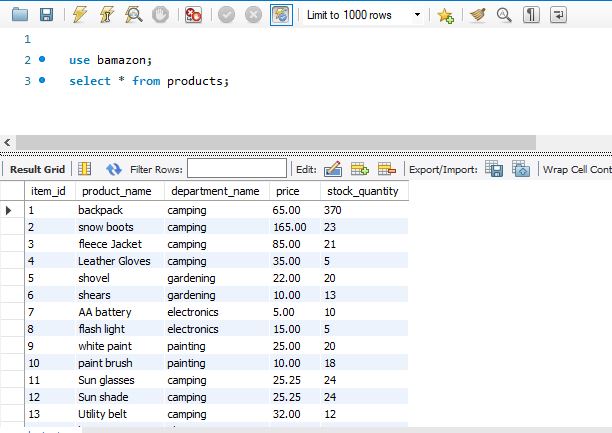 Limit to 1000 rows
1
2 use bamazon;
3 select * from products;
Result Grid Filter Rows: Edit: Export/Import: Wrap Cell Cont
item_id product_name department_name price stock_quantity
1 backpack camping 65.00 370
2 snow boots camping 165.00 23
3 fleece Jacket camping 85.00 21
4 Leather Gloves camping 35.00 5
5 shovel gardening 22.00 20
6 shears gardening 10.00 13
7 AA battery electronics 5.00 10
8 flash light electronics 15.00 5
9 white paint painting 25.00 20
10 paint brush painting 10.00 18
11 Sun glasses camping 25.25 24
12 Sun shade camping 25.25 24
13 Utility belt camping 32.00 12